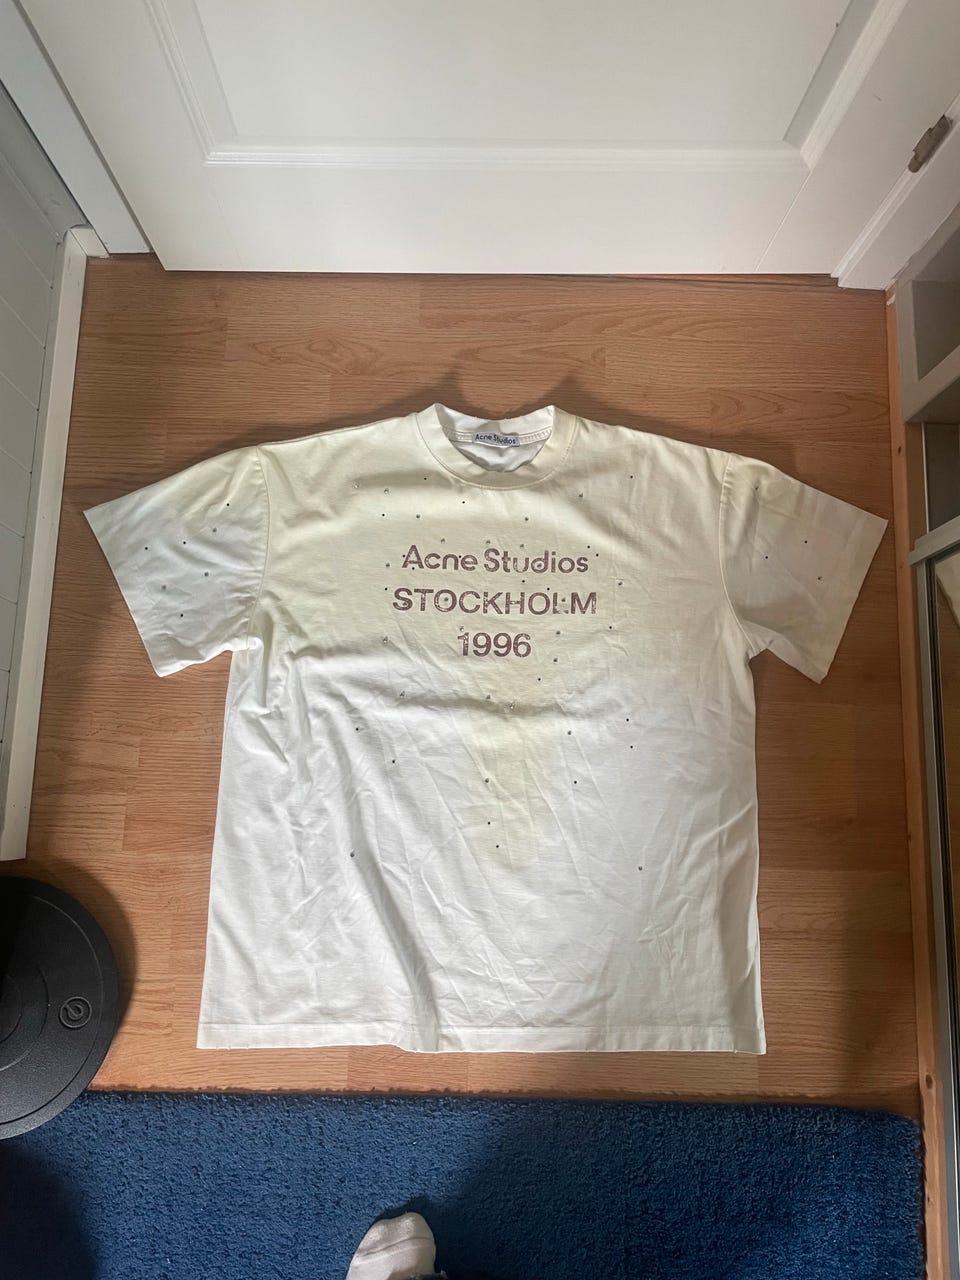 Acne Studios
Acne Studios
STOCKHOLM
1996